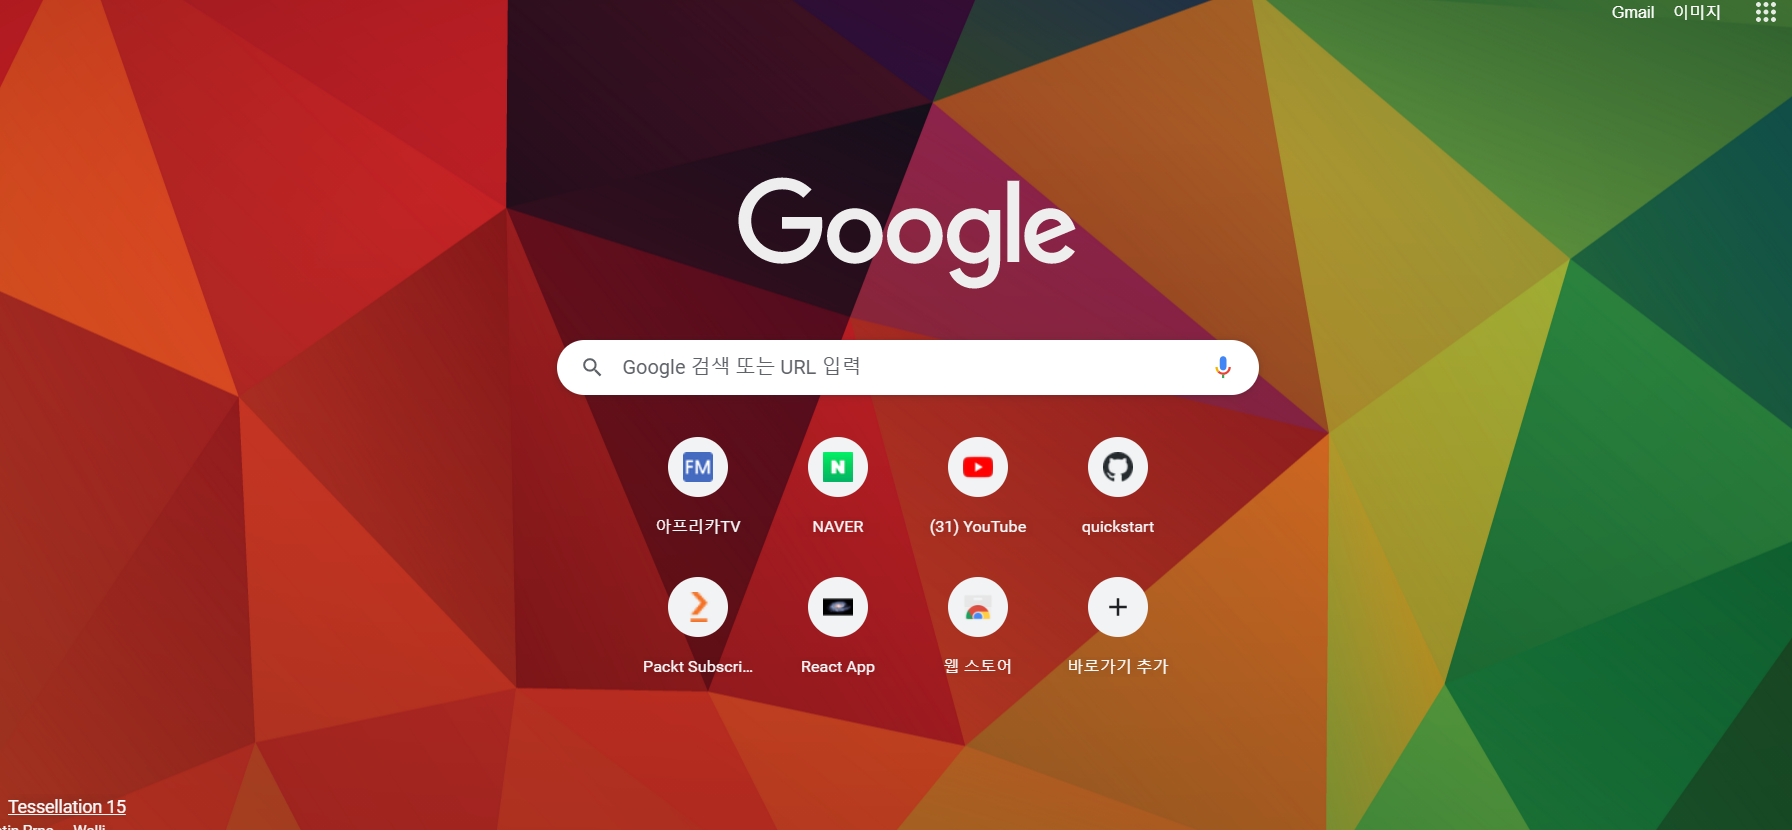 Gmail 이미지
Google
Google 검색 또는 URL 입력
FM N
아프리카TV NAVER (31) YouTube quickstart
Packt Subscri... React App 웹 스토어 바로가기 추가
Tessellation 15